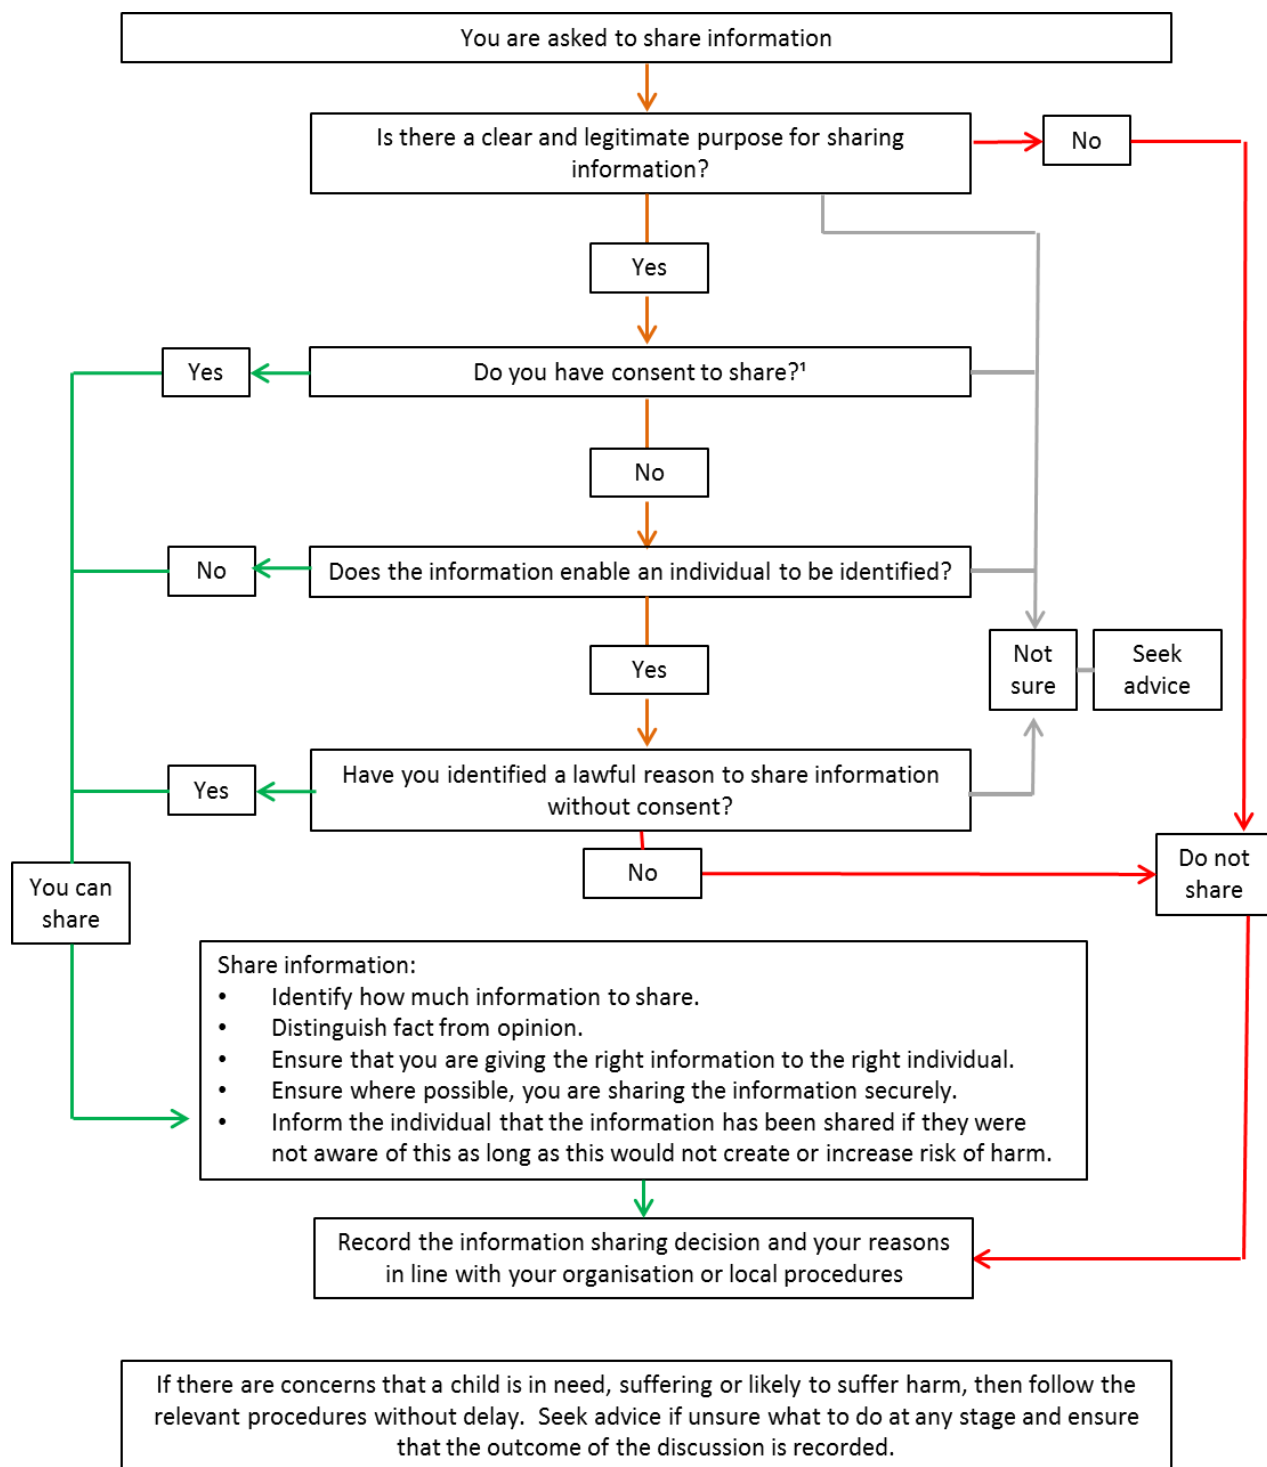 You are asked to share information
Is there a clear and legitimate purpose for sharing
information?
No
Yes
Do you have consent to share?¹
Yes
No
Does the information enable an individual to be identified?
No
Yes
Not
sure
Seek
advice
Have you identified a lawful reason to share information
without consent?
Yes
No
You can
share
Do not
share
Share information:
• Identify how much information to share.
• Distinguish fact from opinion.
• Ensure that you are giving the right information to the right individual.
• Ensure where possible, you are sharing the information securely.
• Inform the individual that the information has been shared if they were
not aware of this as long as this would not create or increase risk of harm.
Record the information sharing decision and your reasons
in line with your organisation or local procedures
If there are concerns that a child is in need, suffering or likely to suffer harm, then follow the
relevant procedures without delay.  Seek advice if unsure what to do at any stage and ensure
that the outcome of the discussion is recorded.